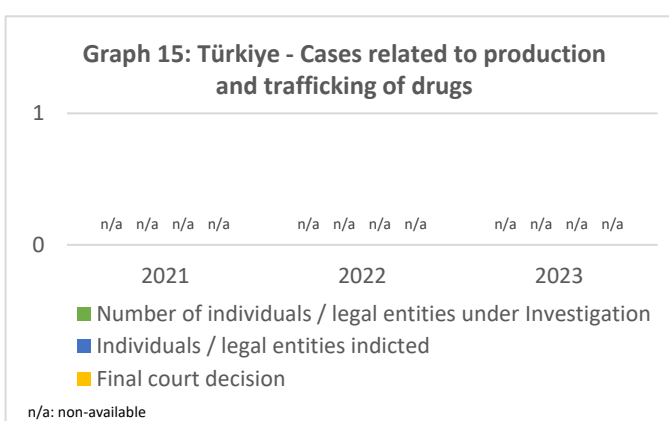 Graph 15: Türkiye - Cases related to production
and trafficking of drugs
1
n/a n/a n/a n/a n/a n/a n/a n/a n/a n/a n/a n/a
0
2021 2022 2023
Number of individuals / legal entities under Investigation
Individuals / legal entities indicted
Final court decision
n/a: non-available